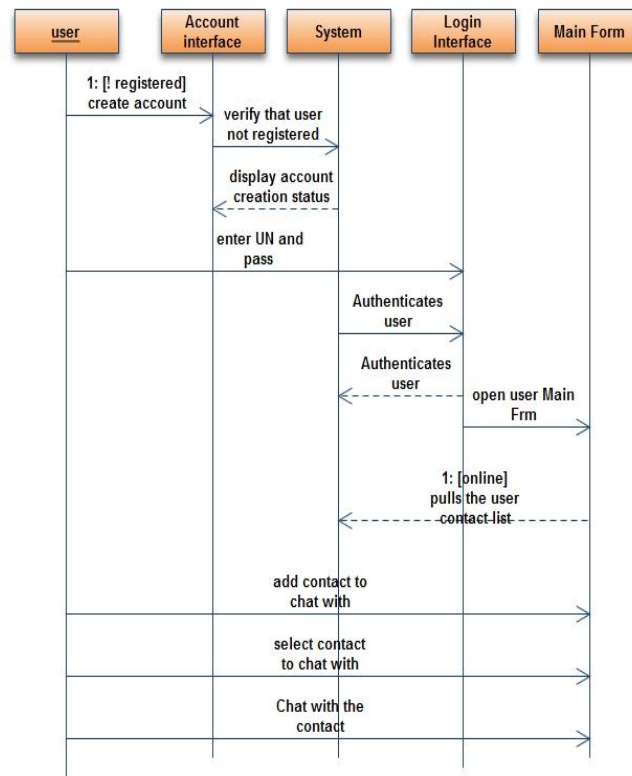 user
Account
interface
System
Login
Interface
Main Form
1: [! registered]
create account
verify that user
not registered
display account
creation status
enter UN and
pass
Authenticates
user
Authenticates
user
open user Main
Frm
1: [online]
pulls the user
contact list
add contact to
chat with
select contact
to chat with
Chat with the
contact